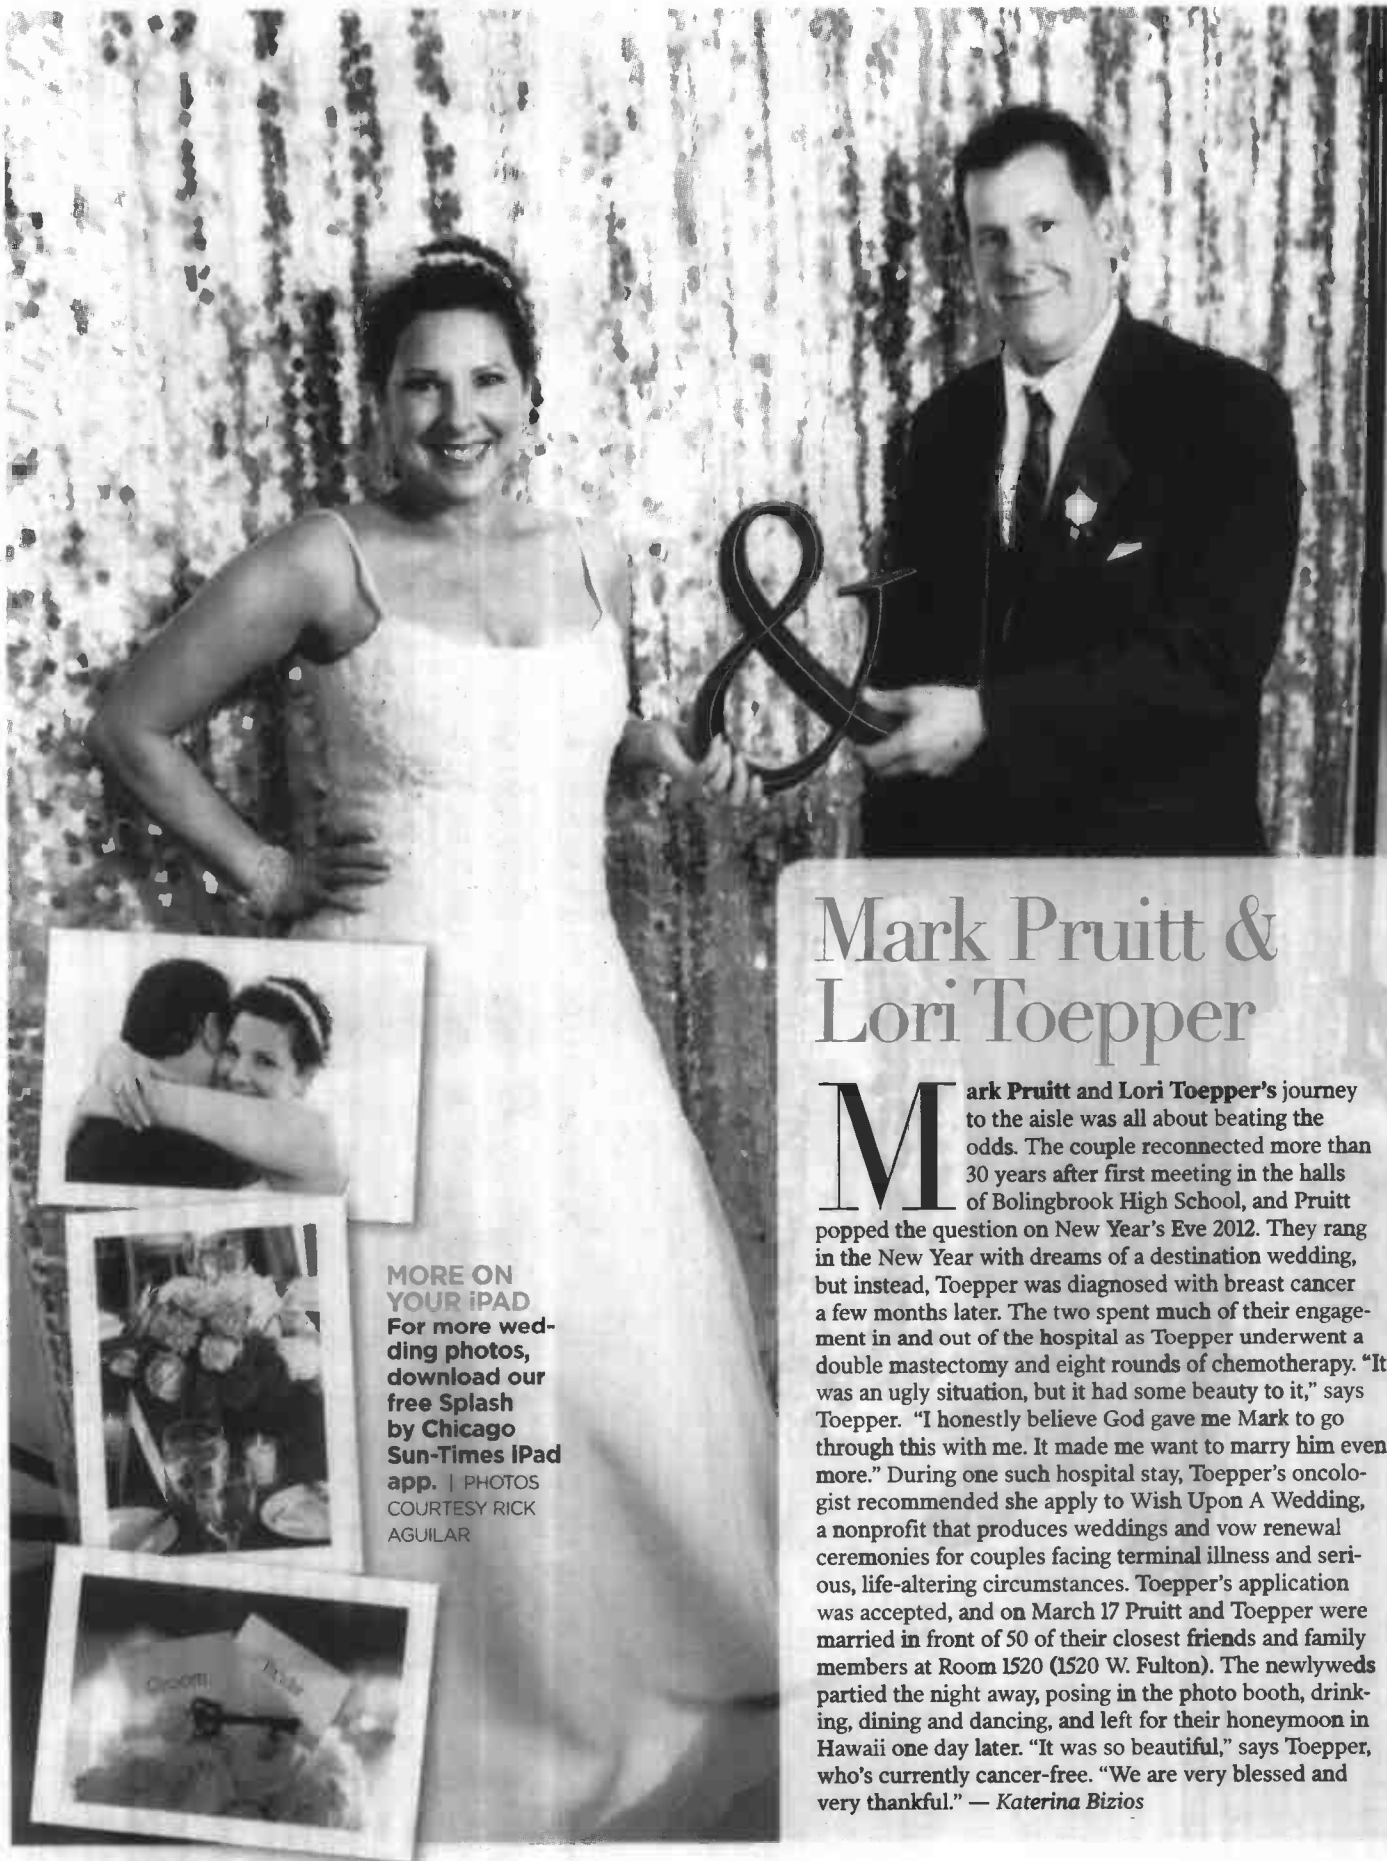 &
Mark Pruitt &
Lori Toepper
Mark Pruitt and Lori Toepper's journey
to the aisle was all about beating the
odds. The couple reconnected more than
30 years after first meeting in the halls
of Bolingbrook High School, and Pruitt
popped the question on New Year's Eve 2012. They rang
in the New Year with dreams of a destination wedding,
but instead, Toepper was diagnosed with breast cancer
a few months later. The two spent much of their engage-
ment in and out of the hospital as Toepper underwent a
double mastectomy and eight rounds of chemotherapy. "It
was an ugly situation, but it had some beauty to it," says
Toepper. "I honestly believe God gave me Mark to go
through this with me. It made me want to marry him even
more." During one such hospital stay, Toepper's oncolo-
gist recommended she apply to Wish Upon A Wedding,
a nonprofit that produces weddings and vow renewal
ceremonies for couples facing terminal illness and seri-
ous, life-altering circumstances. Toepper's application
was accepted, and on March 17 Pruitt and Toepper were
married in front of 50 of their closest friends and family
members at Room 1520 (1520 W. Fulton). The newlyweds
partied the night away, posing in the photo booth, drink-
ing, dining and dancing, and left for their honeymoon in
Hawaii one day later. "It was so beautiful," says Toepper,
who's currently cancer-free. "We are very blessed and
very thankful." — Katerina Bizios
MORE ON
YOUR iPAD
For more wed-
ding photos,
download our
free Splash
by Chicago
Sun-Times iPad
app. | PHOTOS
COURTESY RICK
AGUILAR
Groom
Bride